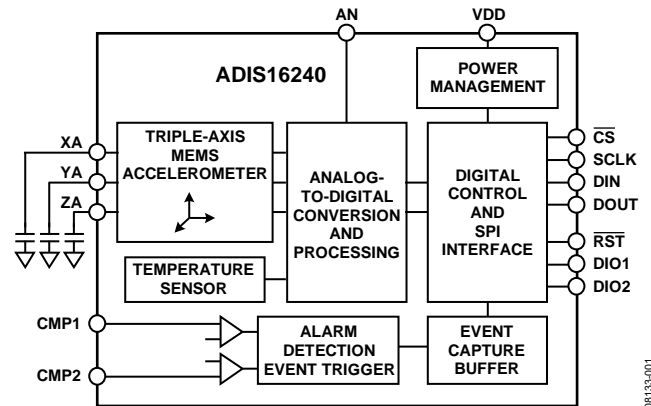 AN
VDD
ADIS16240
POWER
MANAGEMENT
XA
YA
ZA
TRIPLE-AXIS
MEMS
ACCELEROMETER
ANALOG-
TO-DIGITAL
CONVERSION
AND
PROCESSING
DIGITAL
CONTROL
AND
SPI
INTERFACE
CS
SCLK
DIN
DOUT
RST
DIO1
DIO2
TEMPERATURE
SENSOR
CMP1
CMP2
ALARM
DETECTION
EVENT TRIGGER
EVENT
CAPTURE
BUFFER
08133-001